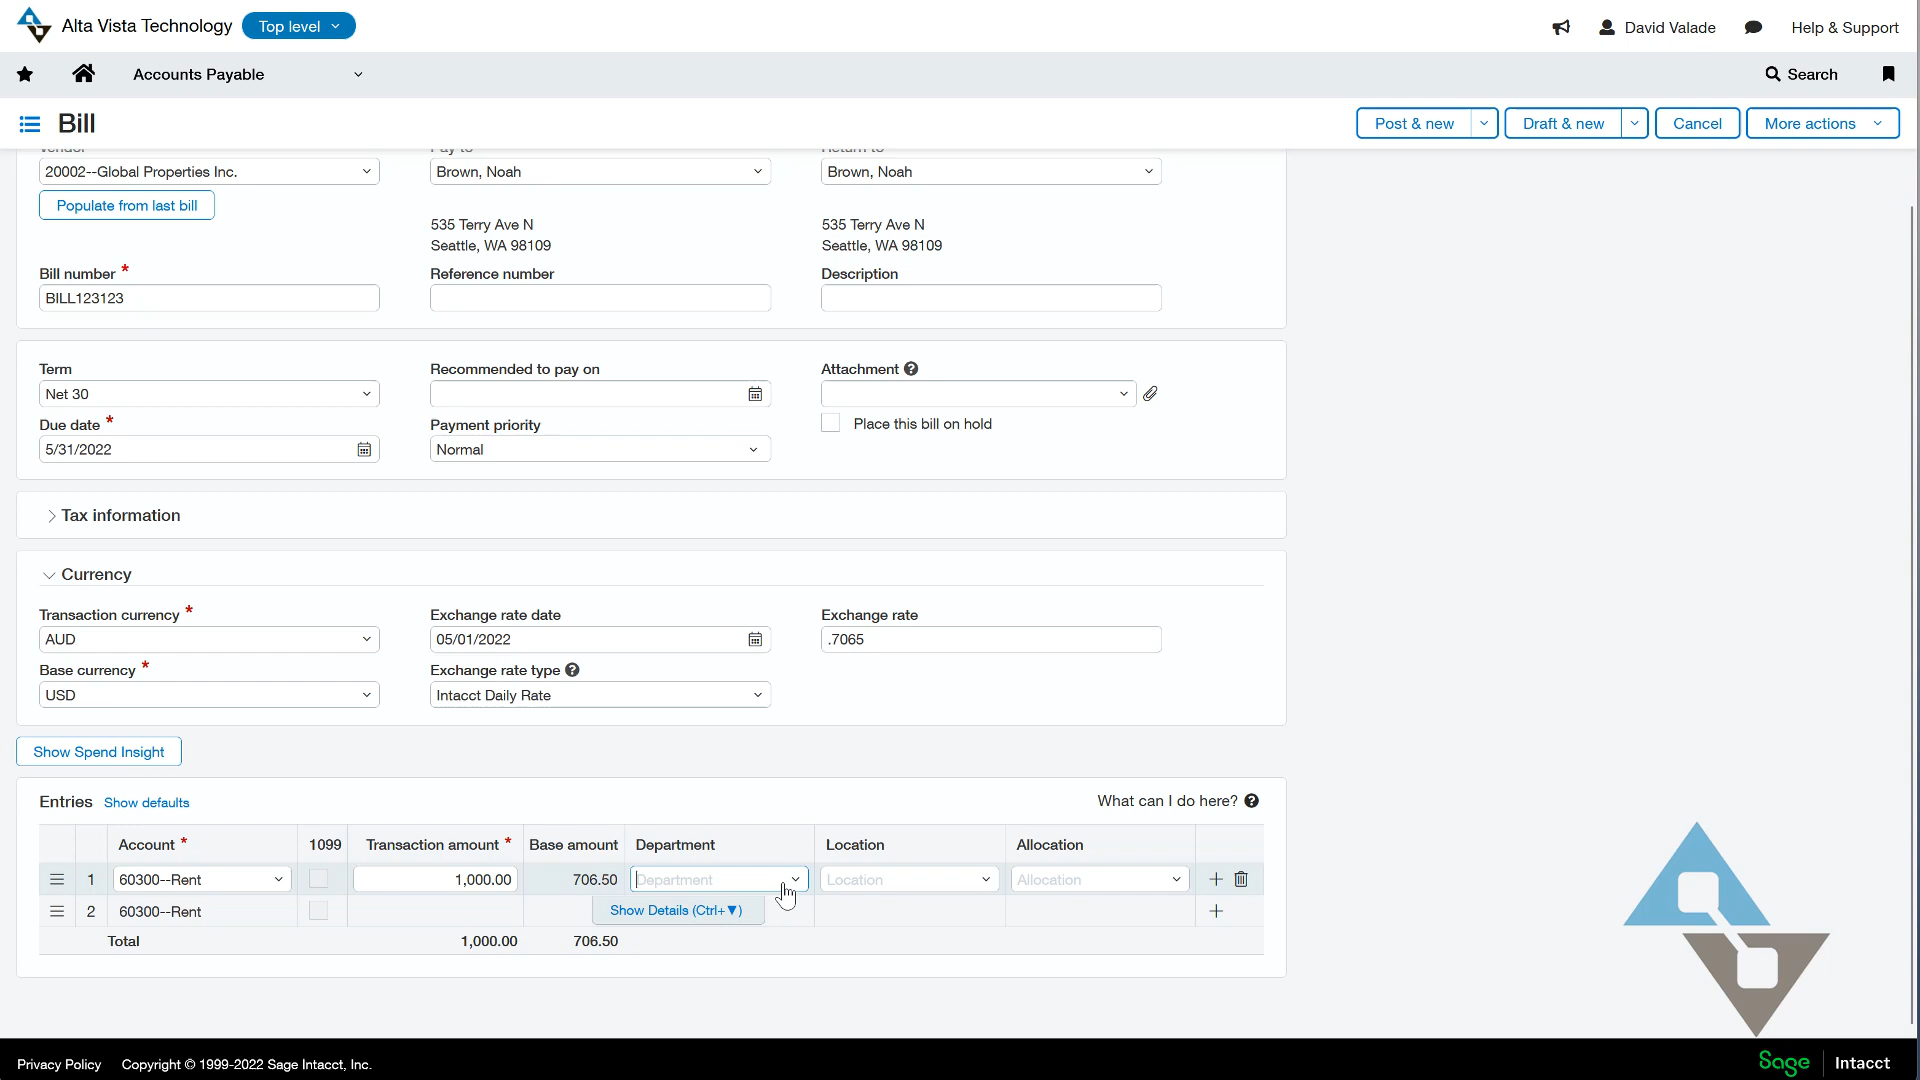 Alta Vista Technology
Top level
David Valade
Help & Support
Accounts Payable
Search
Bill
Post & new
Draft & new
Cancel
More actions
Vendor Pay to Return to
20002--Global Properties Inc. Brown, Noah Brown, Noah
Populate from last bill
535 Terry Ave N 535 Terry Ave N
Seattle, WA 98109 Seattle, WA 98109
Bill number * Reference number Description
BILL123123
Term Recommended to pay on Attachment ?
Net 30
Due date * Payment priority Place this bill on hold
5/31/2022 Normal
Tax information
Currency
Transaction currency * Exchange rate date Exchange rate
AUD 05/01/2022 .7065
Base currency * Exchange rate type ?
USD Intacct Daily Rate
Show Spend Insight
Entries Show defaults What can I do here? ?
Account * 1099 Transaction amount * Base amount Department Location Allocation
1 60300--Rent 1,000.00 706.50 Department Location Allocation
2 60300--Rent Show Details (Ctrl+▼)
Total 1,000.00 706.50
Privacy Policy Copyright © 1999-2022 Sage Intacct, Inc. Sage Intacct